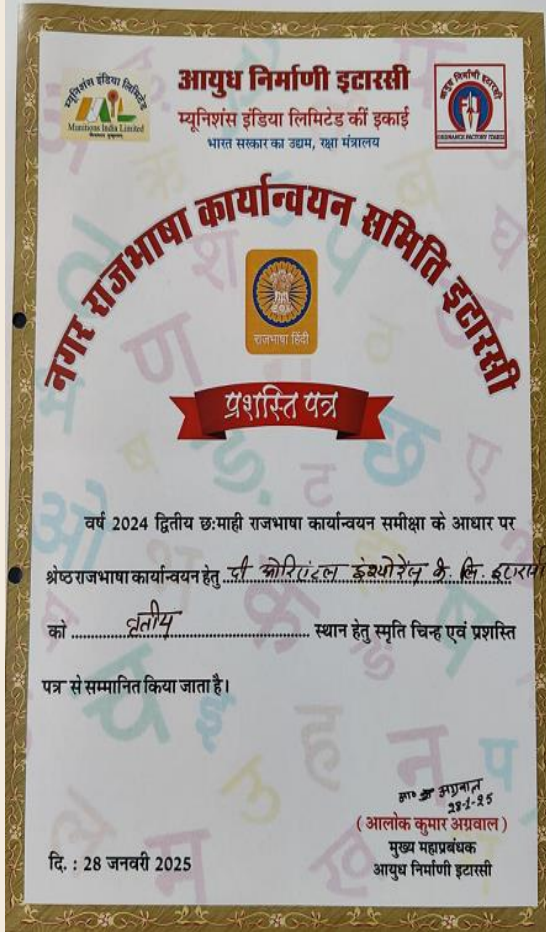 म्यूनिशंस इंडिया लिमिटेड
Munitions India Limited
आयुध निर्माणी इटारसी
म्यूनिशंस इंडिया लिमिटेड कीं इकाई
भारत सरकार का उद्यम, रक्षा मंत्रालय
आयुध निर्माणी इटारसी
ORDNANCE FACTORY ITARSI
नगर राजभाषा कार्यान्वयन समिति इटारसी
राजभाषा हिंदी
प्रशस्ति पत्र
वर्ष 2024 द्वितीय छ:माही राजभाषा कार्यान्वयन समीक्षा के आधार पर
श्रेष्ठ राजभाषा कार्यान्वयन हेतु दी ओरिएंटल इंश्योरेंस कं. लि. इटारसी
को तृतीय स्थान हेतु स्मृति चिन्ह एवं प्रशस्ति
पत्र से सम्मानित किया जाता है।
अग्रवाल
28-1-25
( आलोक कुमार अग्रवाल )
मुख्य महाप्रबंधक
दि. : 28 जनवरी 2025
आयुध निर्माणी इटारसी